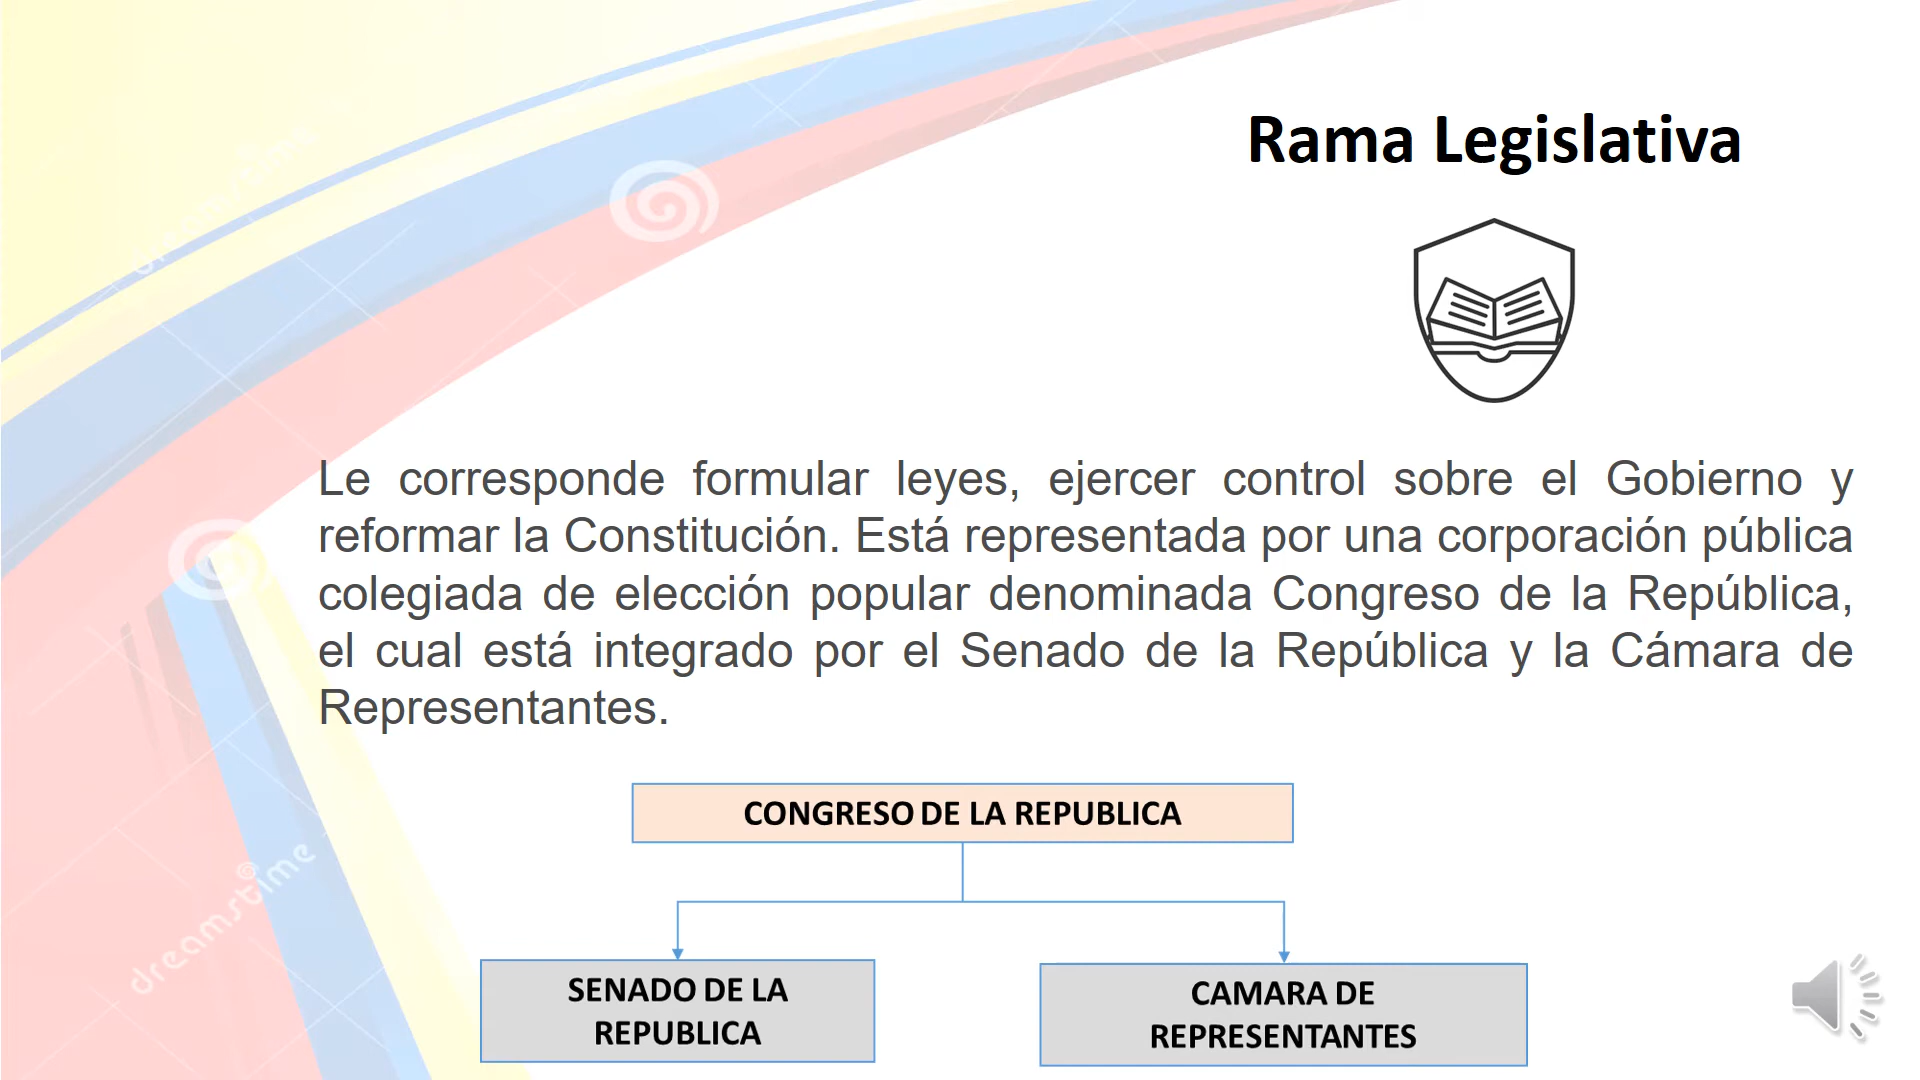 Rama Legislativa
Le corresponde formular leyes, ejercer control sobre el Gobierno y
reformar la Constitución. Está representada por una corporación pública
colegiada de elección popular denominada Congreso de la República,
el cual está integrado por el Senado de la República y la Cámara de
Representantes.
CONGRESO DE LA REPUBLICA
SENADO DE LA
REPUBLICA
CAMARA DE
REPRESENTANTES
dreamstime
dreamstime